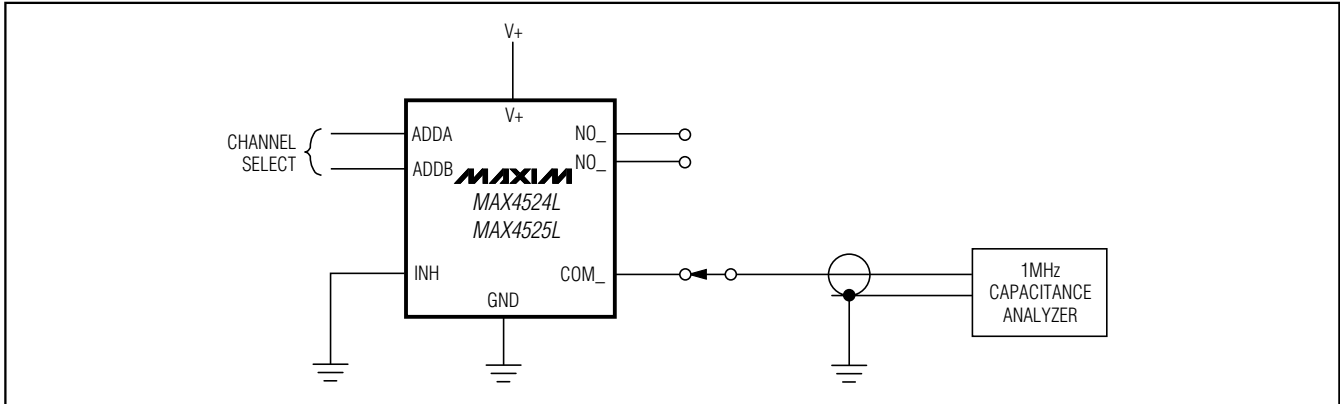 V+
V+
CHANNEL
SELECT
ADDA
ADDB
NO_
NO_
MAXIM
MAX4524L
MAX4525L
INH
COM_
GND
1MHz
CAPACITANCE
ANALYZER